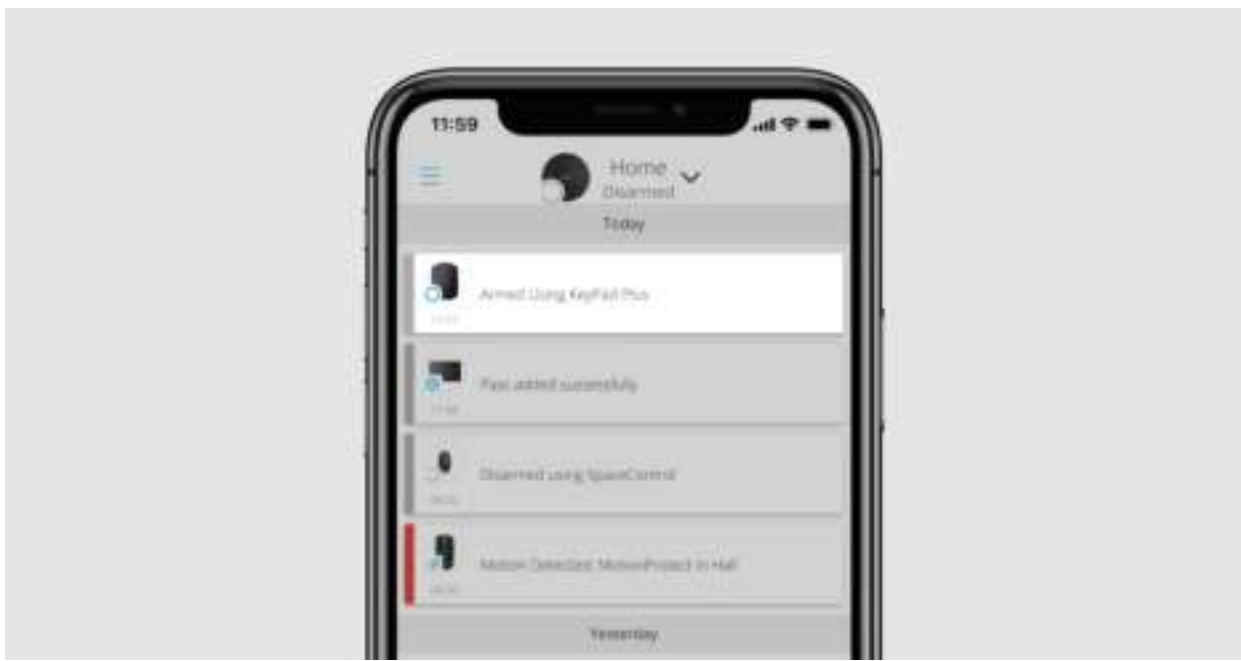 11:59
Home
Disarmed
Today
Armed Using KeyPad Plus
Pass added successfully
Disarmed using SpaceControl
Motion Detected, MotionProtect in Hall
Yesterday